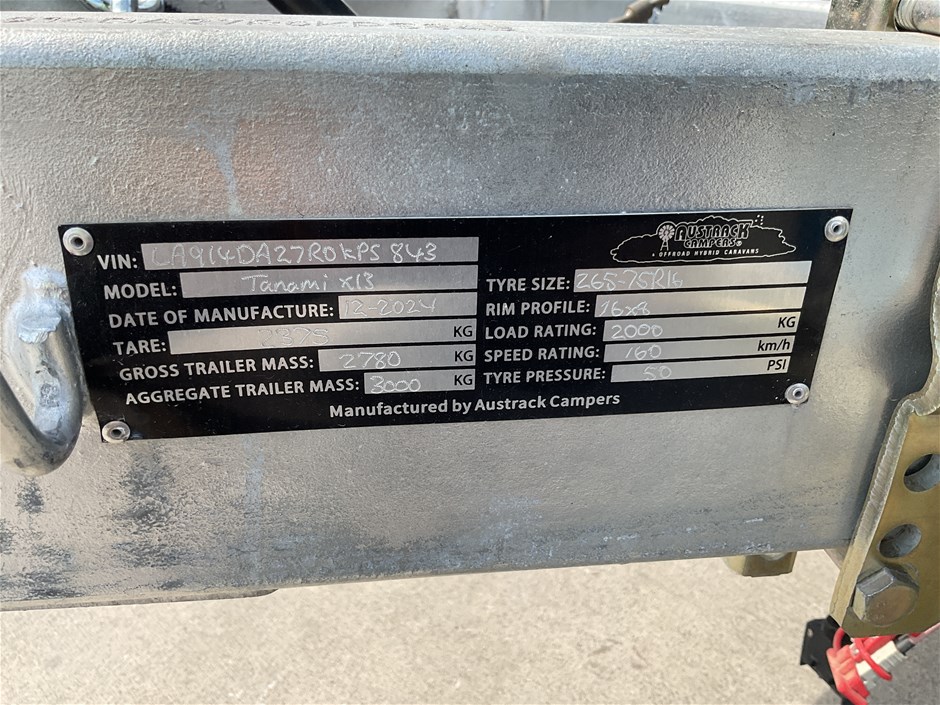 AUSTRACK
CAMPERS®
& OFFROAD HYBRID CARAVANS
VIN: LA914DA27R0KPS843
MODEL: Tanami X13
DATE OF MANUFACTURE: 12-2024
TARE: 2375 KG
GROSS TRAILER MASS: 2780 KG
AGGREGATE TRAILER MASS: 3000 KG
TYRE SIZE: 265-75R16
RIM PROFILE: 16x8
LOAD RATING: 2000 KG
SPEED RATING: 160 km/h
TYRE PRESSURE: 50 PSI
Manufactured by Austrack Campers